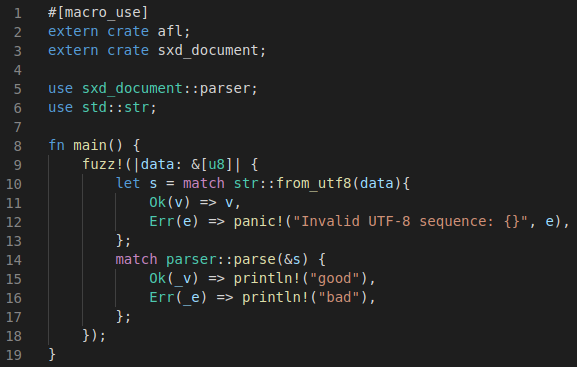 1 #[macro_use]
2 extern crate afl;
3 extern crate sxd_document;
4
5 use sxd_document::parser;
6 use std::str;
7
8 fn main() {
9     fuzz!(|data: &[u8]| {
10         let s = match str::from_utf8(data){
11             Ok(v) => v,
12             Err(e) => panic!("Invalid UTF-8 sequence: {}", e),
13         };
14         match parser::parse(&s) {
15             Ok(_v) => println!("good"),
16             Err(_e) => println!("bad"),
17         };
18     });
19 }